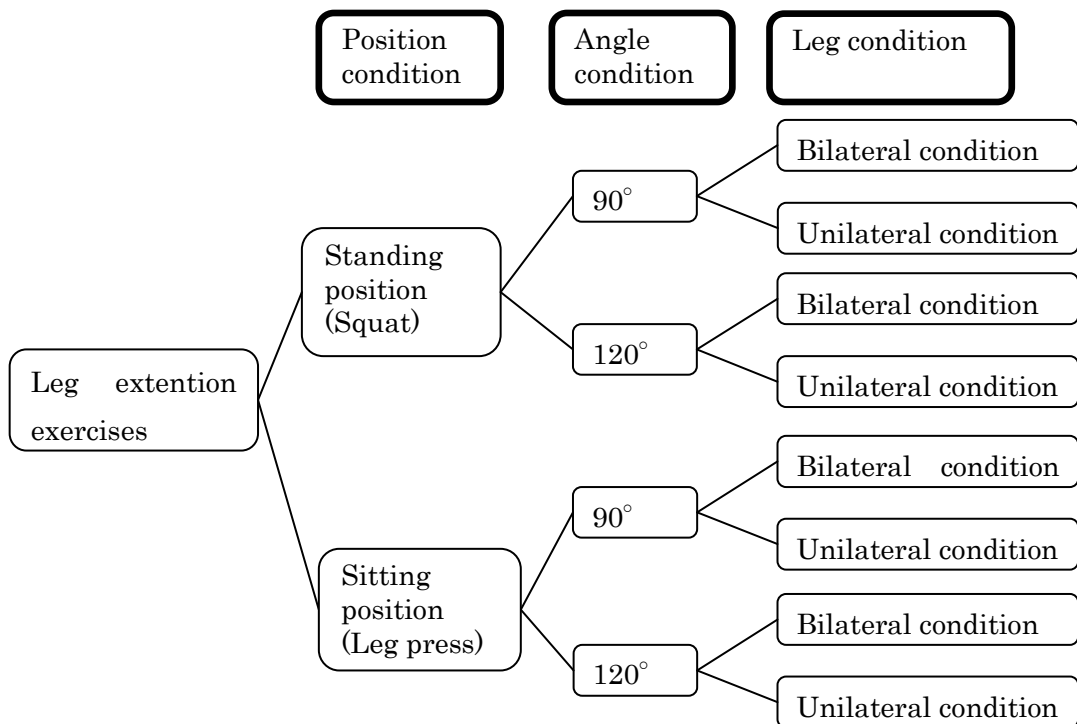 Position
condition
Angle
condition
Leg condition
Leg extention
exercises
Standing
position
(Squat)
90°
Bilateral condition
Unilateral condition
120°
Bilateral condition
Unilateral condition
Sitting
position
(Leg press)
90°
Bilateral condition
Unilateral condition
120°
Bilateral condition
Unilateral condition